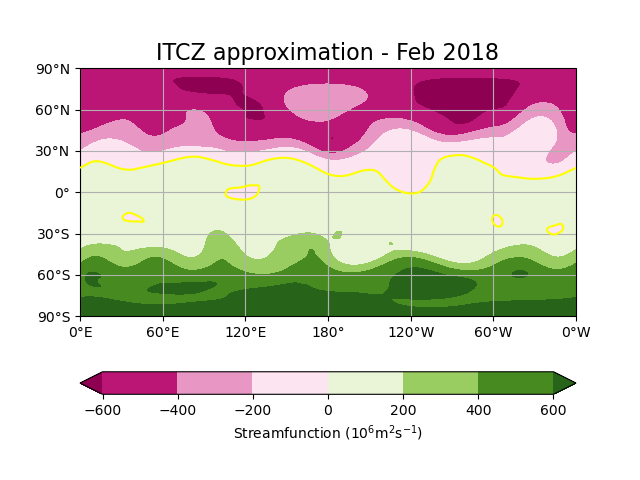 ITCZ approximation - Feb 2018
90°N
60°N
30°N
0°
30°S
60°S
90°S
0°E 60°E 120°E 180° 120°W 60°W 0°W
−600 −400 −200 0 200 400 600
Streamfunction (10⁶m²s⁻¹)